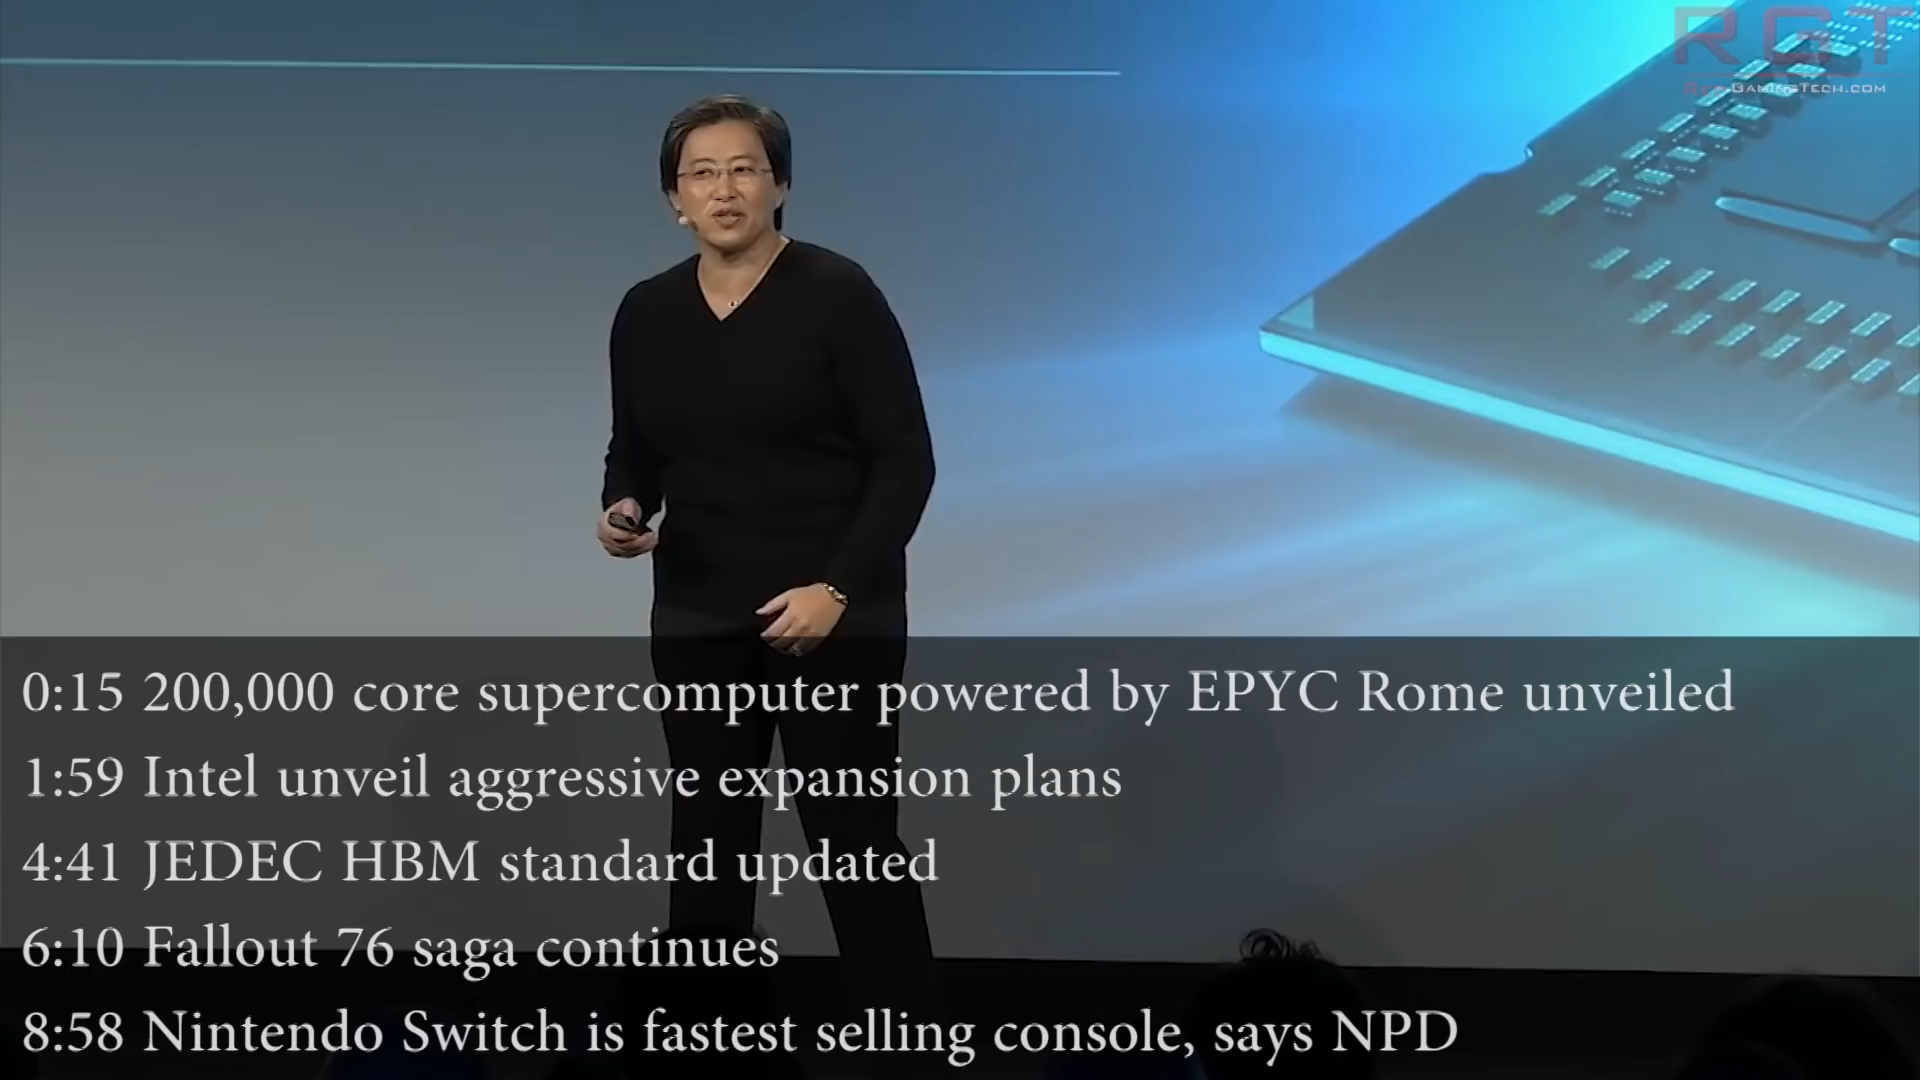 RGT
RedGamingTech.com
0:15 200,000 core supercomputer powered by EPYC Rome unveiled
1:59 Intel unveil aggressive expansion plans
4:41 JEDEC HBM standard updated
6:10 Fallout 76 saga continues
8:58 Nintendo Switch is fastest selling console, says NPD